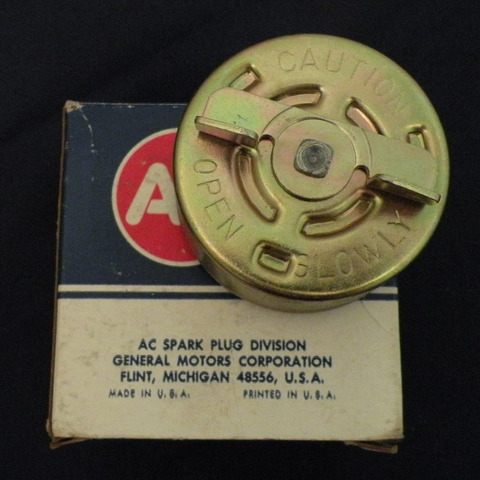 CAUTION
OPEN
SLOWLY
A
AC SPARK PLUG DIVISION
GENERAL MOTORS CORPORATION
FLINT, MICHIGAN 48556, U.S.A.
MADE IN U.S.A. PRINTED IN U.S.A.